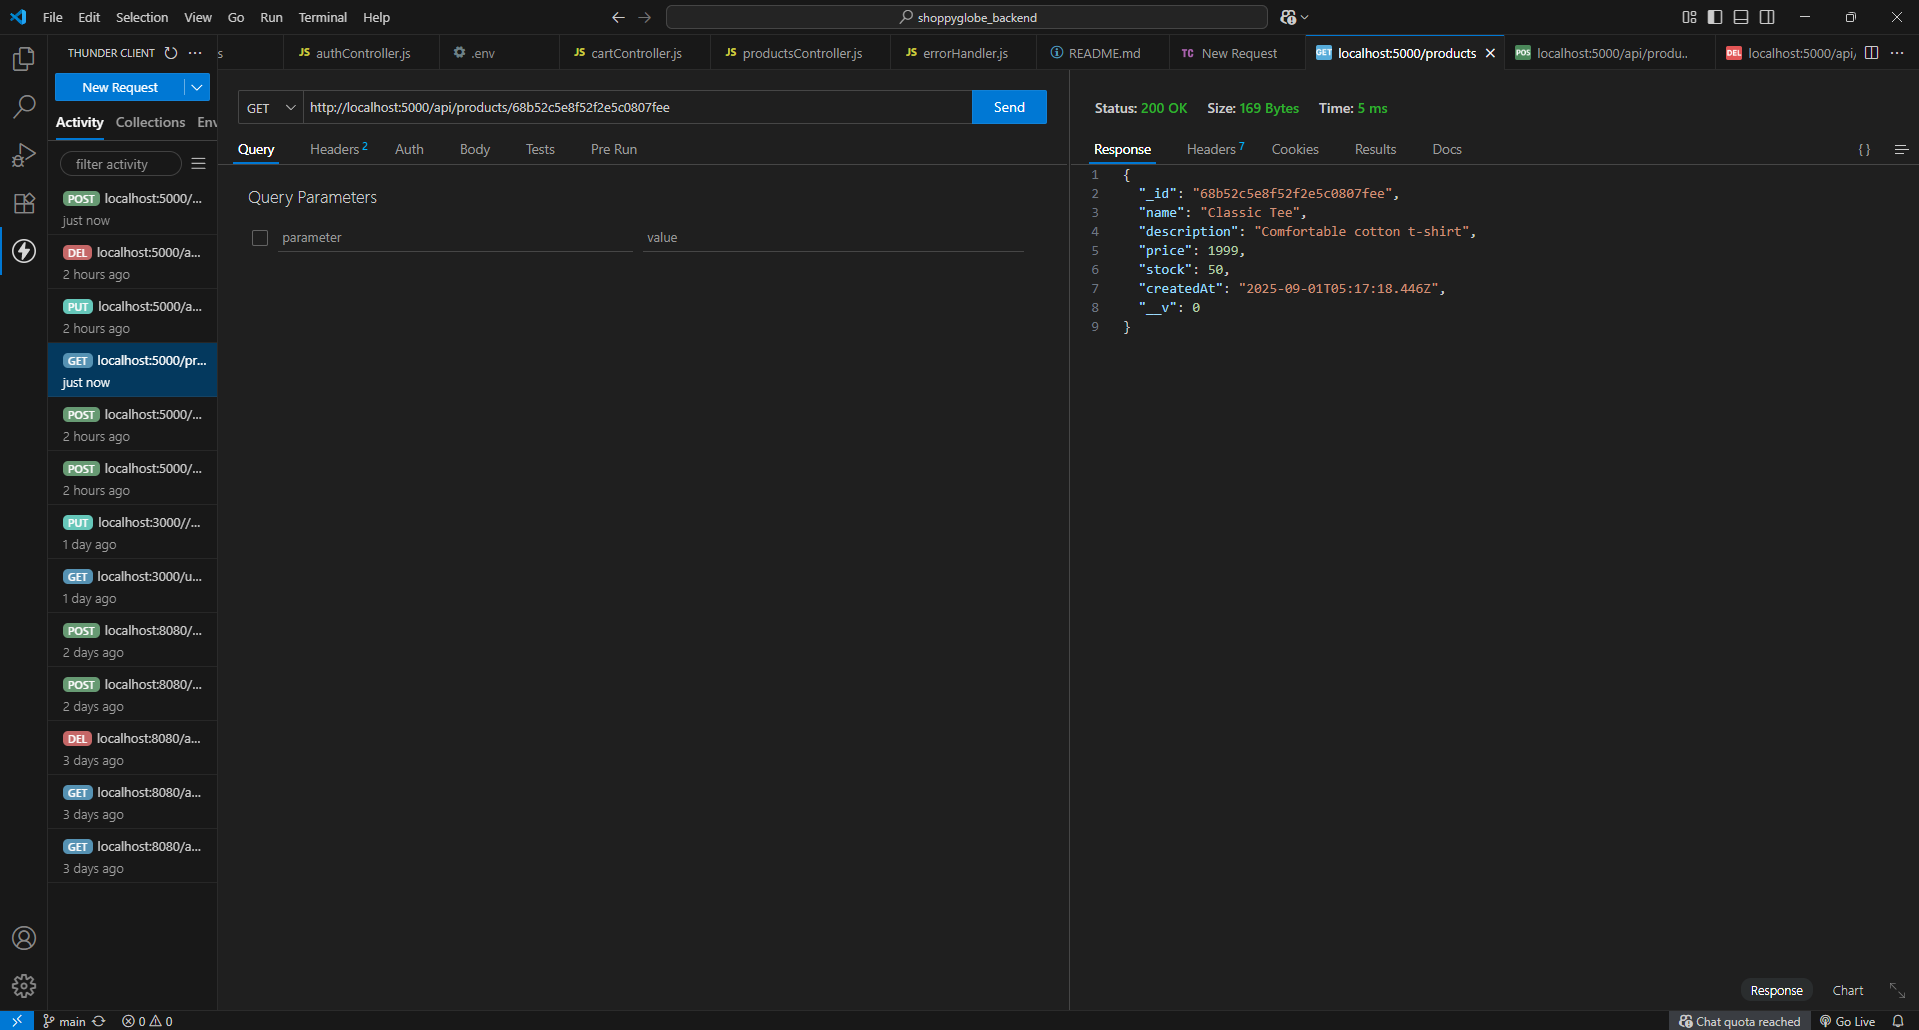 File Edit Selection View Go Run Terminal Help
shoppyglobe_backend
THUNDER CLIENT
s
JS authController.js
.env
JS cartController.js
JS productsController.js
JS errorHandler.js
README.md
TC New Request
GET localhost:5000/products
POS localhost:5000/api/produ..
DEL localhost:5000/api/
New Request
Activity Collections Env
filter activity
POST localhost:5000/...
just now
DEL localhost:5000/a...
2 hours ago
PUT localhost:5000/a...
2 hours ago
GET localhost:5000/pr...
just now
POST localhost:5000/...
2 hours ago
POST localhost:5000/...
2 hours ago
PUT localhost:3000//...
1 day ago
GET localhost:3000/u...
1 day ago
POST localhost:8080/...
2 days ago
POST localhost:8080/...
2 days ago
DEL localhost:8080/a...
3 days ago
GET localhost:8080/a...
3 days ago
GET localhost:8080/a...
3 days ago
GET http://localhost:5000/api/products/68b52c5e8f52f2e5c0807fee Send
Query Headers 2 Auth Body Tests Pre Run
Query Parameters
parameter value
Status: 200 OK Size: 169 Bytes Time: 5 ms
Response Headers 7 Cookies Results Docs { }
1 {
2 "_id": "68b52c5e8f52f2e5c0807fee",
3 "name": "Classic Tee",
4 "description": "Comfortable cotton t-shirt",
5 "price": 1999,
6 "stock": 50,
7 "createdAt": "2025-09-01T05:17:18.446Z",
8 "__v": 0
9 }
Response Chart
main 0 0
Chat quota reached Go Live